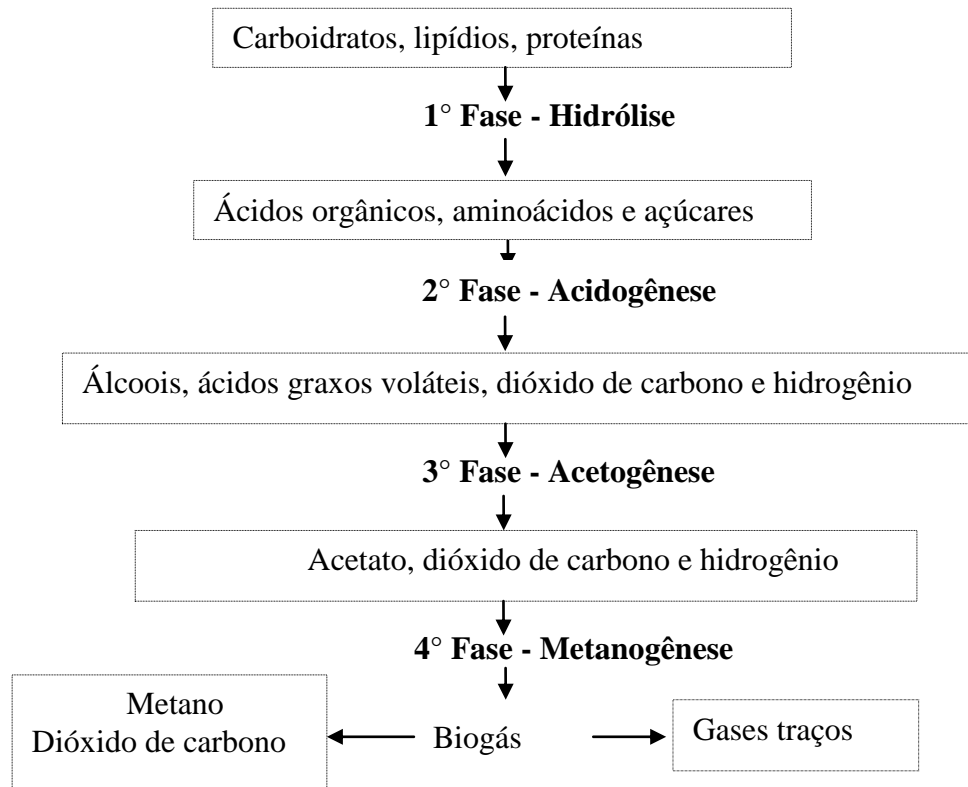 Carboidratos, lipídios, proteínas
1° Fase - Hidrólise
Ácidos orgânicos, aminoácidos e açúcares
2° Fase - Acidogênese
Álcoois, ácidos graxos voláteis, dióxido de carbono e hidrogênio
3° Fase - Acetogênese
Acetato, dióxido de carbono e hidrogênio
4° Fase - Metanogênese
Metano
Dióxido de carbono
Biogás
Gases traços